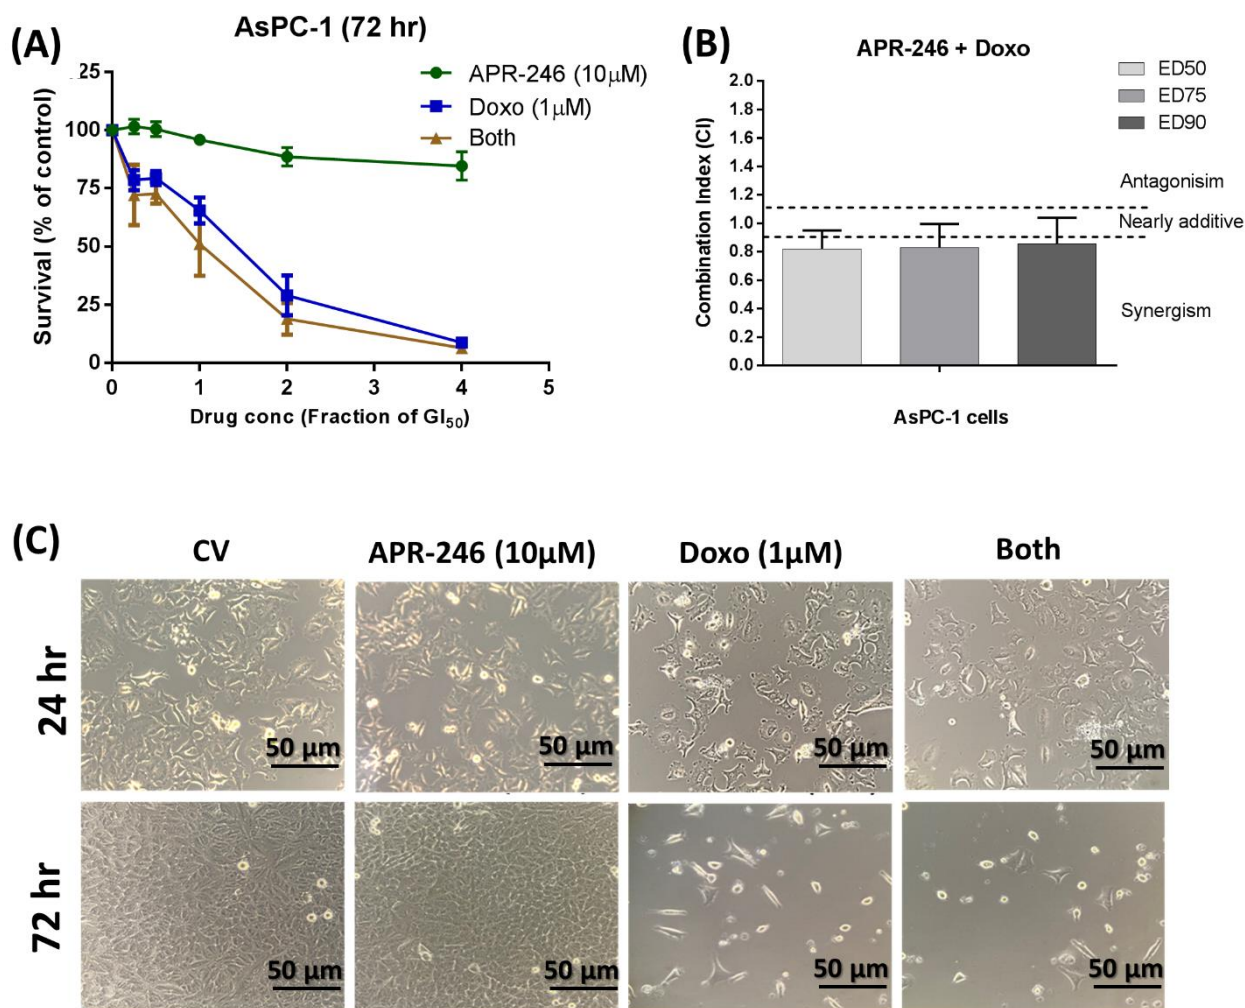 (A)
AsPC-1 (72 hr)
25
100
75
50
25
0
Survival (% of control)
0 1 2 3 4 5
Drug conc (Fraction of GI50)
APR-246 (10μM)
Doxo (1μM)
Both
(B)
APR-246 + Doxo
ED50
ED75
ED90
2.0
1.8
1.6
1.4
1.2
1.0
0.8
0.6
0.4
0.2
0.0
Combination Index (CI)
Antagonisim
Nearly additive
Synergism
AsPC-1 cells
(C)
CV APR-246 (10μM) Doxo (1μM) Both
24 hr
50 μm 50 μm 50 μm 50 μm
72 hr
50 μm 50 μm 50 μm 50 μm